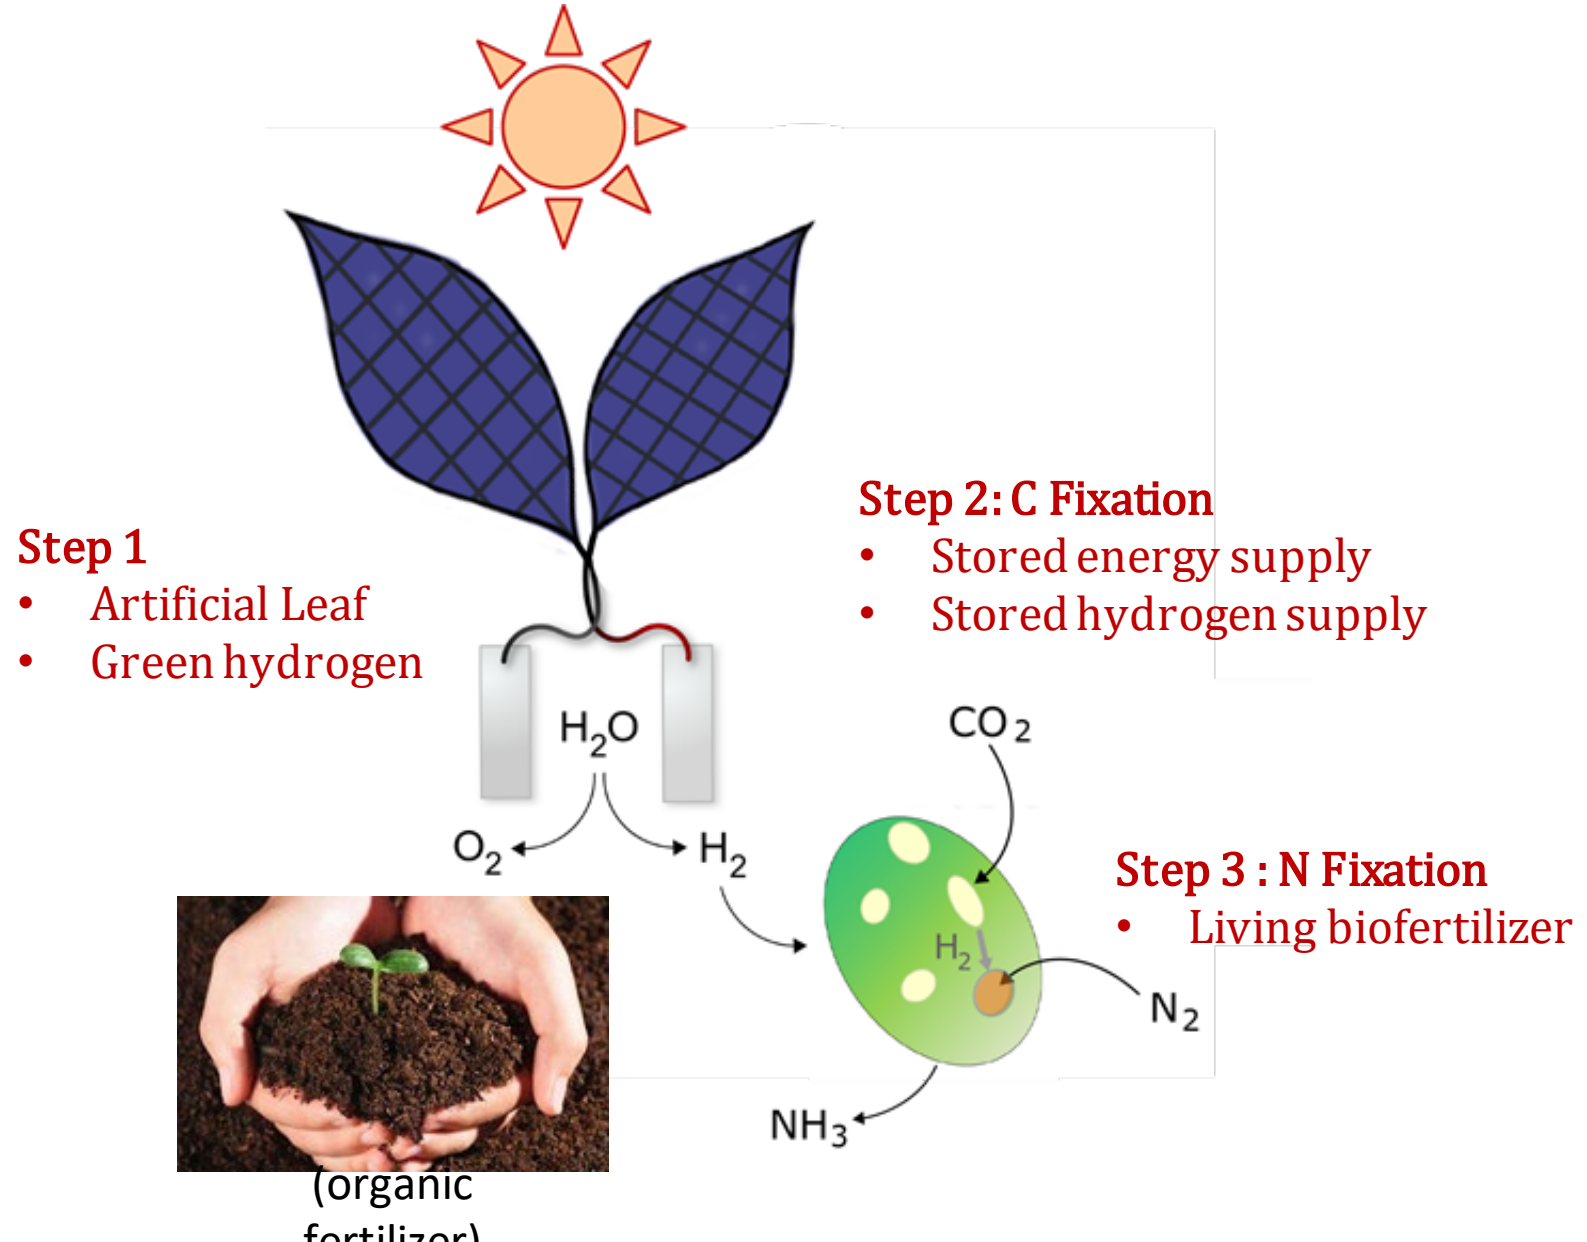 Step 1
• Artificial Leaf
• Green hydrogen
Step 2: C Fixation
• Stored energy supply
• Stored hydrogen supply
H₂O
O₂
H₂
CO₂
Step 3 : N Fixation
• Living biofertilizer
H₂
N₂
NH₃
(organic
fertilizer)